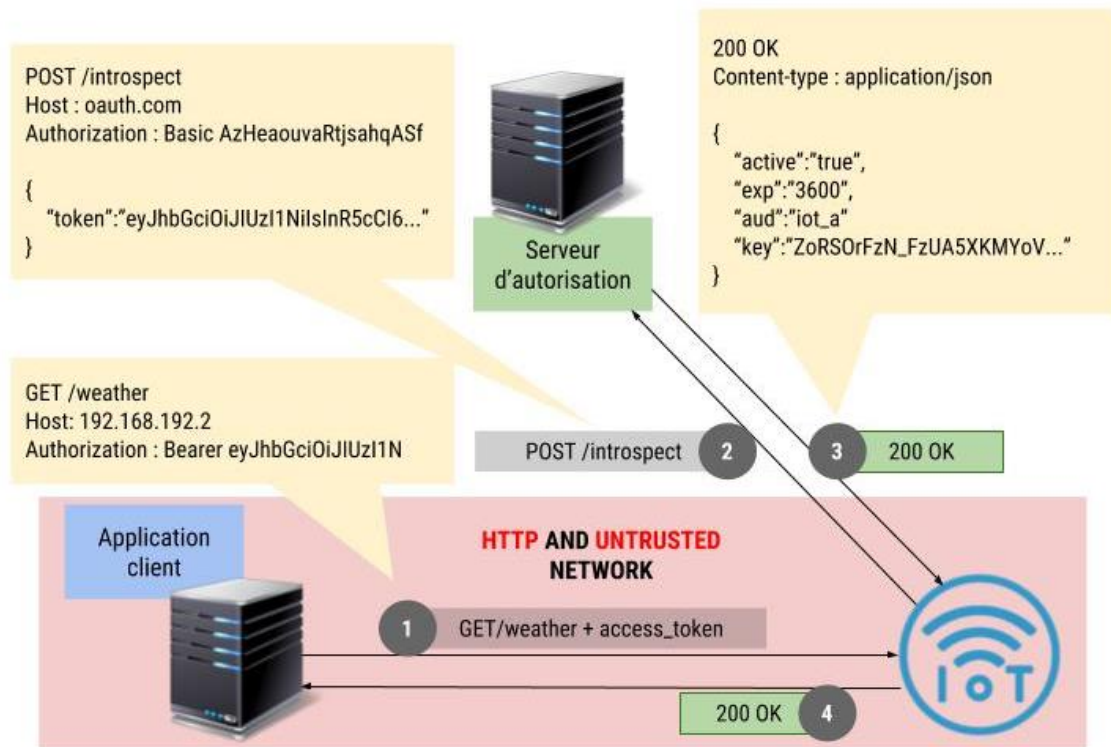 POST /introspect
Host : oauth.com
Authorization : Basic AzHeaouvaRtjsahqASf
{
“token”:”eyJhbGciOiJIUzI1NiIsInR5cCI6...”
}
200 OK
Content-type : application/json
{
“active”:”true”,
“exp”:”3600”,
“aud”:”iot_a”
“key”:”ZoRSOrFzN_FzUA5XKMYoV...”
}
Serveur
d’autorisation
GET /weather
Host: 192.168.192.2
Authorization : Bearer eyJhbGciOiJIUzI1N
POST /introspect 2
3 200 OK
Application
client
HTTP AND UNTRUSTED
NETWORK
1 GET/weather + access_token
IoT
200 OK 4